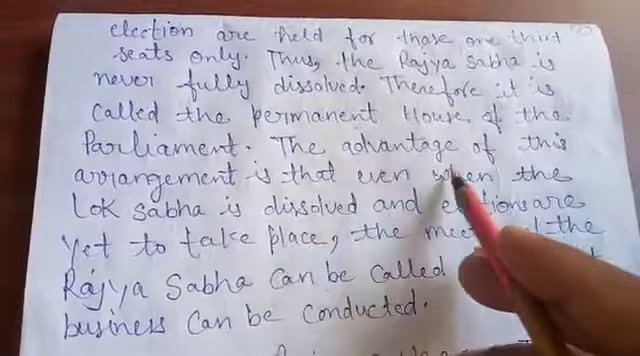 election are held for those one third
seats only. Thus, the Rajya Sabha is
never fully dissolved. Therefore it is
called the permanent House of the
Parliament. The advantage of this
arrangement is that even when the
Lok Sabha is dissolved and are
yet to take place, the the
Rajya Sabha can be called
business can be conducted.